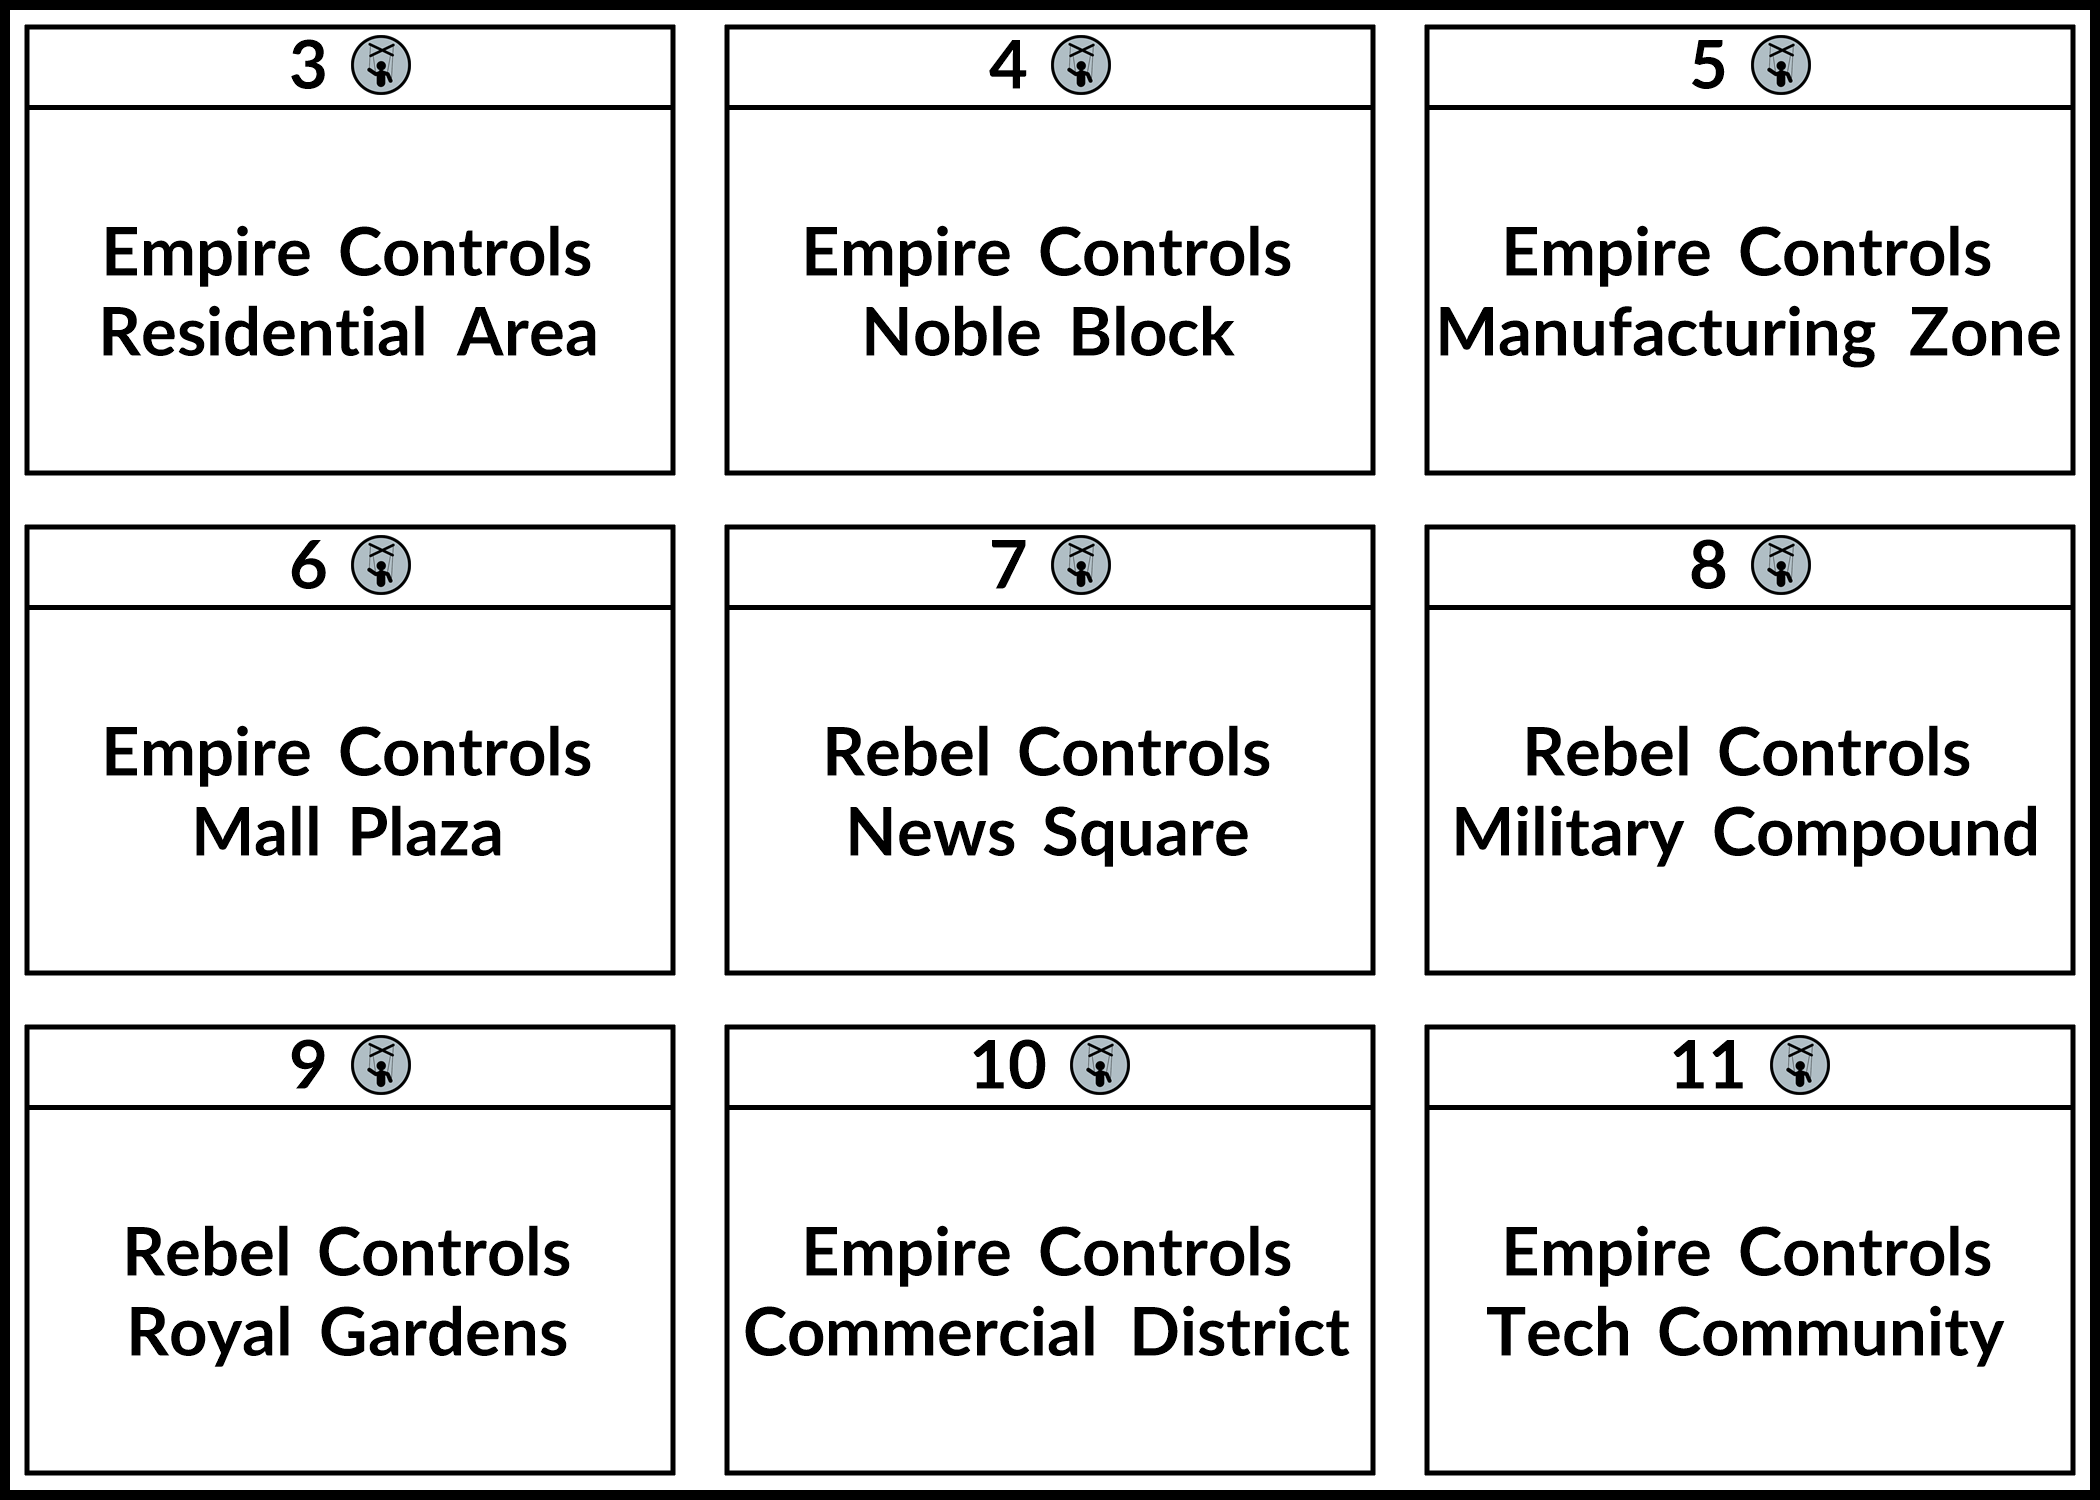 3
Empire Controls
Residential Area
4
Empire Controls
Noble Block
5
Empire Controls
Manufacturing Zone
6
Empire Controls
Mall Plaza
7
Rebel Controls
News Square
8
Rebel Controls
Military Compound
9
Rebel Controls
Royal Gardens
10
Empire Controls
Commercial District
11
Empire Controls
Tech Community